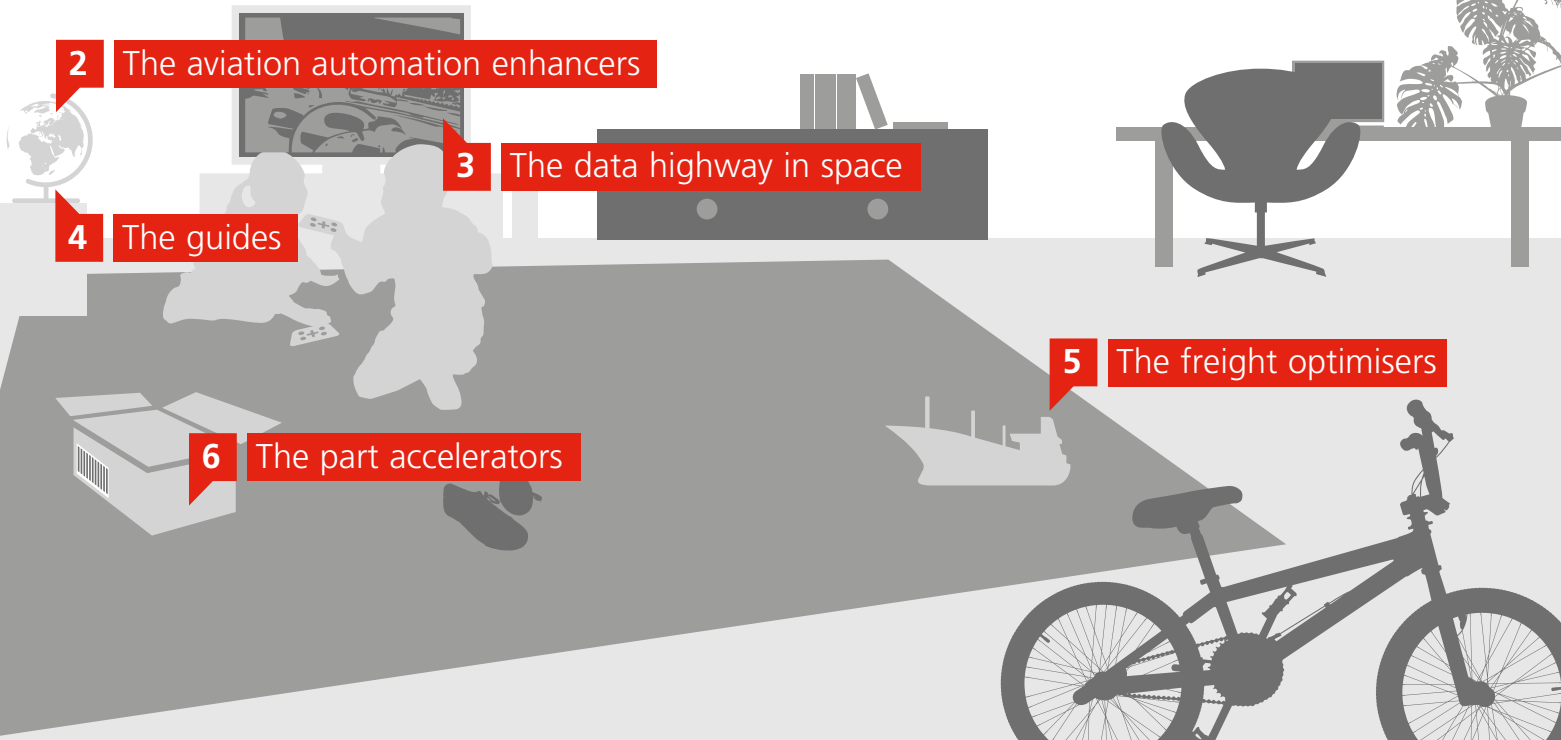 2 The aviation automation enhancers
3 The data highway in space
4 The guides
5 The freight optimisers
6 The part accelerators